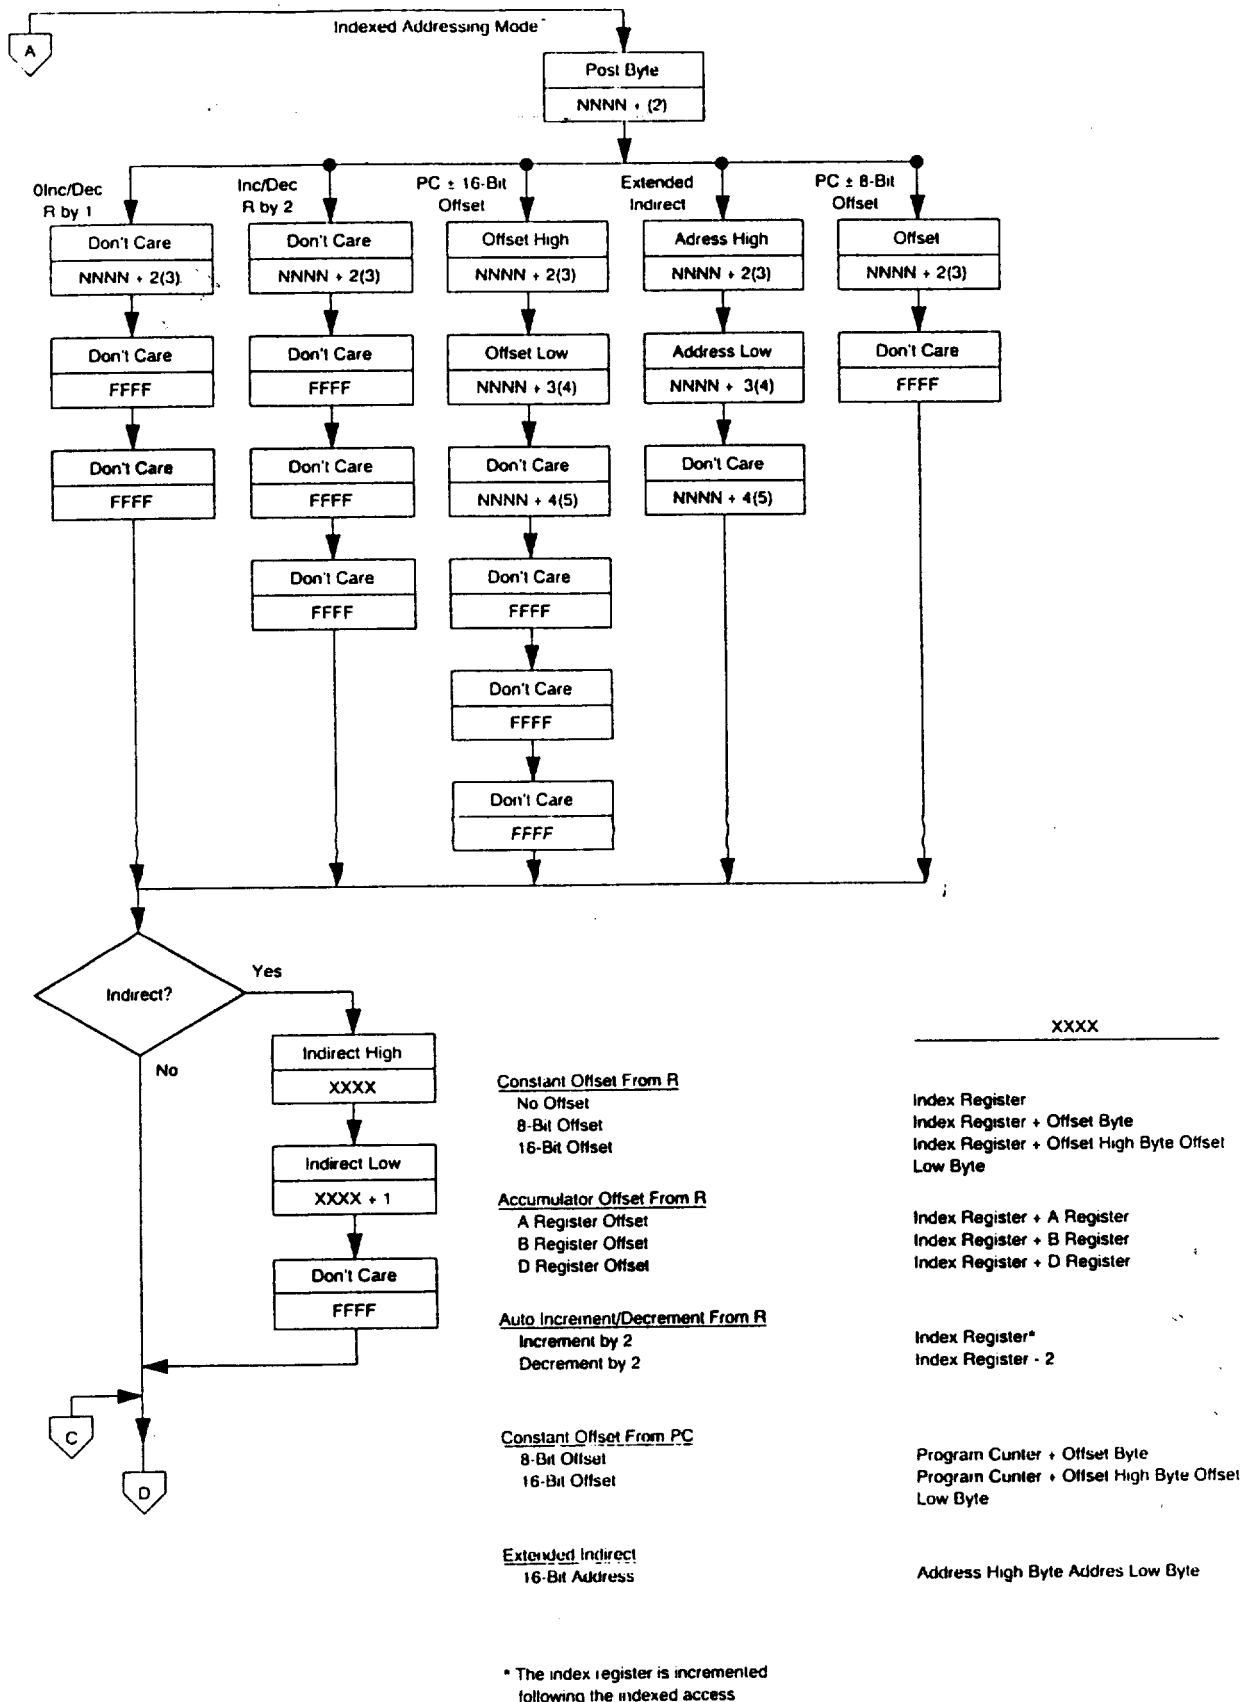 Indexed Addressing Mode
A
Post Byte
NNNN + (2)
0Inc/Dec
R by 1
Inc/Dec
R by 2
PC ± 16-Bit
Offset
Extended
Indirect
PC ± 8-Bit
Offset
Don't Care
NNNN + 2(3)
Don't Care
NNNN + 2(3)
Offset High
NNNN + 2(3)
Adress High
NNNN + 2(3)
Offset
NNNN + 2(3)
Don't Care
FFFF
Don't Care
FFFF
Offset Low
NNNN + 3(4)
Address Low
NNNN + 3(4)
Don't Care
FFFF
Don't Care
FFFF
Don't Care
FFFF
Don't Care
NNNN + 4(5)
Don't Care
NNNN + 4(5)
Don't Care
FFFF
Don't Care
FFFF
Don't Care
FFFF
Don't Care
FFFF
Indirect?
Yes
No
Indirect High
XXXX
Indirect Low
XXXX + 1
Don't Care
FFFF
C
D
XXXX
Constant Offset From R
No Offset
Index Register
8-Bit Offset
Index Register + Offset Byte
16-Bit Offset
Index Register + Offset High Byte Offset
Low Byte
Accumulator Offset From R
A Register Offset
Index Register + A Register
B Register Offset
Index Register + B Register
D Register Offset
Index Register + D Register
Auto Increment/Decrement From R
Increment by 2
Index Register*
Decrement by 2
Index Register - 2
Constant Offset From PC
8-Bit Offset
Program Cunter + Offset Byte
16-Bit Offset
Program Cunter + Offset High Byte Offset
Low Byte
Extended Indirect
16-Bit Address
Address High Byte Addres Low Byte
* The index register is incremented
following the indexed access